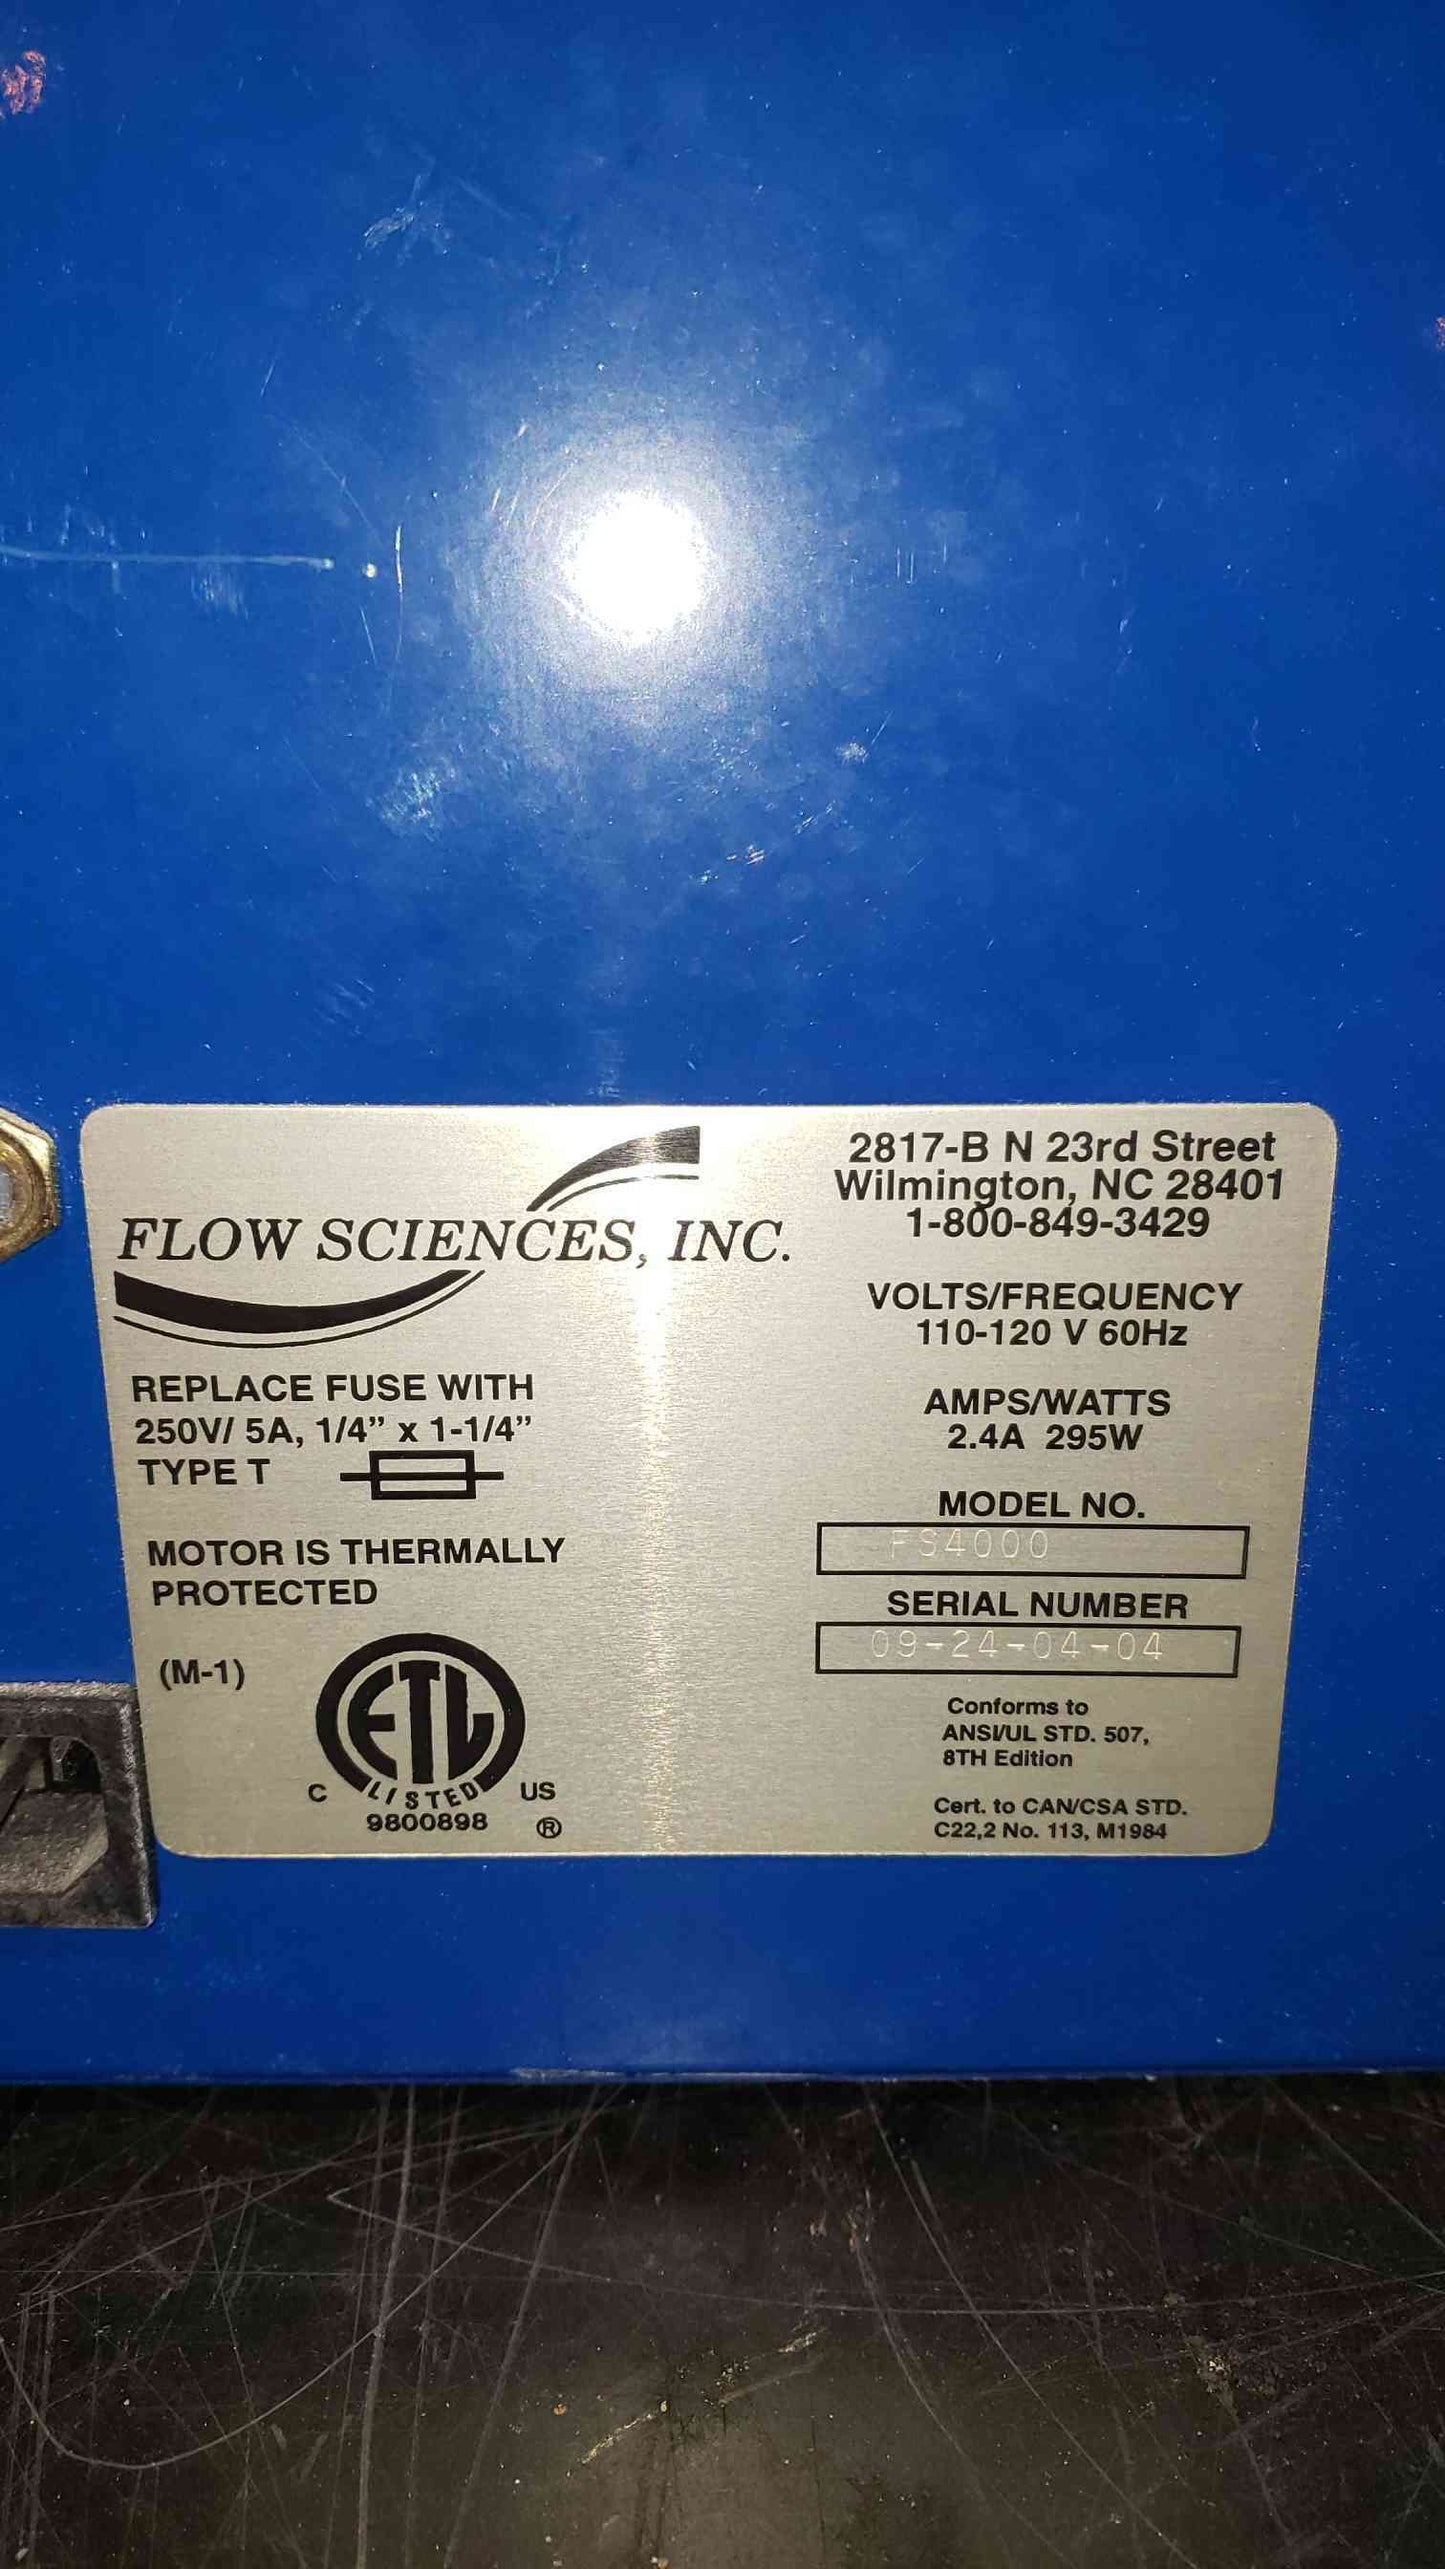 FLOW SCIENCES, INC.
REPLACE FUSE WITH
250V/ 5A, 1/4” x 1-1/4”
TYPE T
MOTOR IS THERMALLY
PROTECTED
(M-1)
ETL
LISTED
C US
9800898 ®
2817-B N 23rd Street
Wilmington, NC 28401
1-800-849-3429
VOLTS/FREQUENCY
110-120 V 60Hz
AMPS/WATTS
2.4A 295W
MODEL NO.
FS4000
SERIAL NUMBER
09-24-04-04
Conforms to
ANSI/UL STD. 507,
8TH Edition
Cert. to CAN/CSA STD.
C22,2 No. 113, M1984